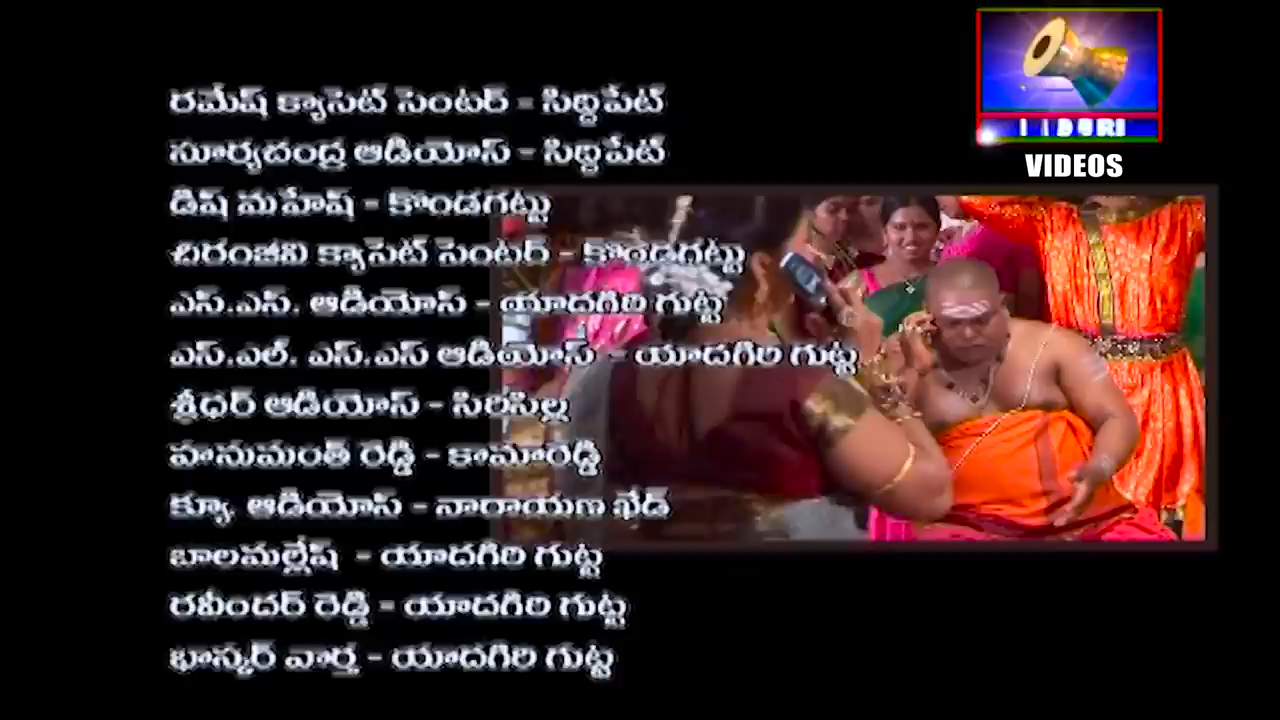 రమేష్ క్యాసెట్ సెంటర్ - సిద్దిపేట్
సూర్యచంద్ర ఆడియోస్ - సిద్దిపేట్
డిష్ మహేష్ - కొండగట్టు
చిరంజీవి క్యాసెట్ సెంటర్ - కొండగట్టు
ఎస్.ఎస్. ఆడియోస్ - యాదగిరి గుట్ట
ఎస్.ఎల్. ఎస్.ఎస్ ఆడియోస్ - యాదగిరి గుట్ట
శ్రీధర్ ఆడియోస్ - సిరిసిల్ల
హనుమంత్ రెడ్డి - కామారెడ్డి
క్యూ. ఆడియోస్ - నారాయణ ఖేడ్
బాలమల్లేష్ - యాదగిరి గుట్ట
రవీందర్ రెడ్డి - యాదగిరి గుట్ట
భాస్కర్ వార్త - యాదగిరి గుట్ట
VIDEOS